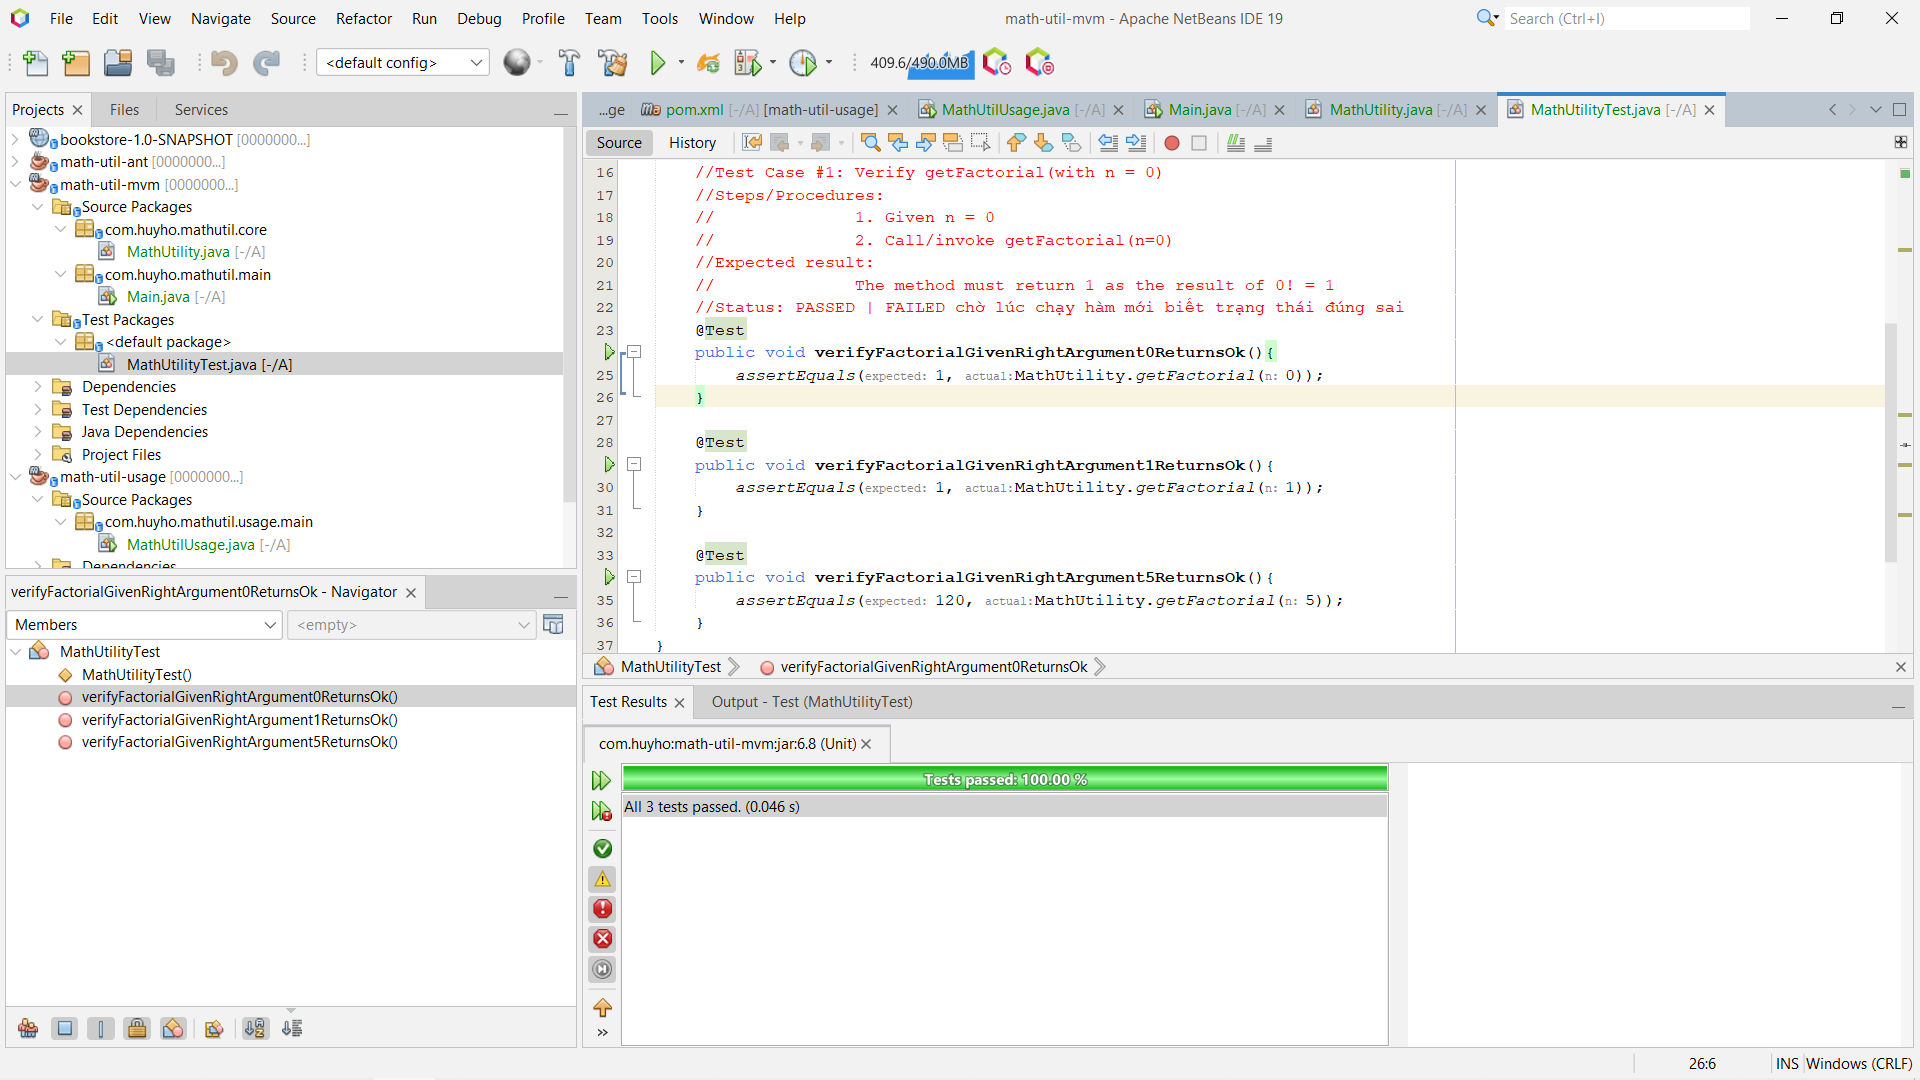 File Edit View Navigate Source Refactor Run Debug Profile Team Tools Window Help
math-util-mvm - Apache NetBeans IDE 19
Search (Ctrl+I)
<default config>
409.6/490.0MB
Projects
Files
Services
bookstore-1.0-SNAPSHOT [0000000...]
math-util-ant [0000000...]
math-util-mvm [0000000...]
Source Packages
com.huyho.mathutil.core
MathUtility.java [-/A]
com.huyho.mathutil.main
Main.java [-/A]
Test Packages
<default package>
MathUtilityTest.java [-/A]
Dependencies
Test Dependencies
Java Dependencies
Project Files
math-util-usage [0000000...]
Source Packages
com.huyho.mathutil.usage.main
MathUtilUsage.java [-/A]
Dependencies
verifyFactorialGivenRightArgument0ReturnsOk - Navigator
Members
<empty>
MathUtilityTest
MathUtilityTest()
verifyFactorialGivenRightArgument0ReturnsOk()
verifyFactorialGivenRightArgument1ReturnsOk()
verifyFactorialGivenRightArgument5ReturnsOk()
...ge
pom.xml [-/A] [math-util-usage]
MathUtilUsage.java [-/A]
Main.java [-/A]
MathUtility.java [-/A]
MathUtilityTest.java [-/A]
Source
History
16 //Test Case #1: Verify getFactorial(with n = 0)
17 //Steps/Procedures:
18 // 1. Given n = 0
19 // 2. Call/invoke getFactorial(n=0)
20 //Expected result:
21 // The method must return 1 as the result of 0! = 1
22 //Status: PASSED | FAILED chờ lúc chạy hàm mới biết trạng thái đúng sai
23 @Test
public void verifyFactorialGivenRightArgument0ReturnsOk(){
25 assertEquals(expected: 1, actual:MathUtility.getFactorial(n: 0));
26 }
27
28 @Test
public void verifyFactorialGivenRightArgument1ReturnsOk(){
30 assertEquals(expected: 1, actual:MathUtility.getFactorial(n: 1));
31 }
32
33 @Test
public void verifyFactorialGivenRightArgument5ReturnsOk(){
35 assertEquals(expected: 120, actual:MathUtility.getFactorial(n: 5));
36 }
37 }
MathUtilityTest
verifyFactorialGivenRightArgument0ReturnsOk
Test Results
Output - Test (MathUtilityTest)
com.huyho:math-util-mvm:jar:6.8 (Unit)
Tests passed: 100.00 %
All 3 tests passed. (0.046 s)
26:6
INS
Windows (CRLF)